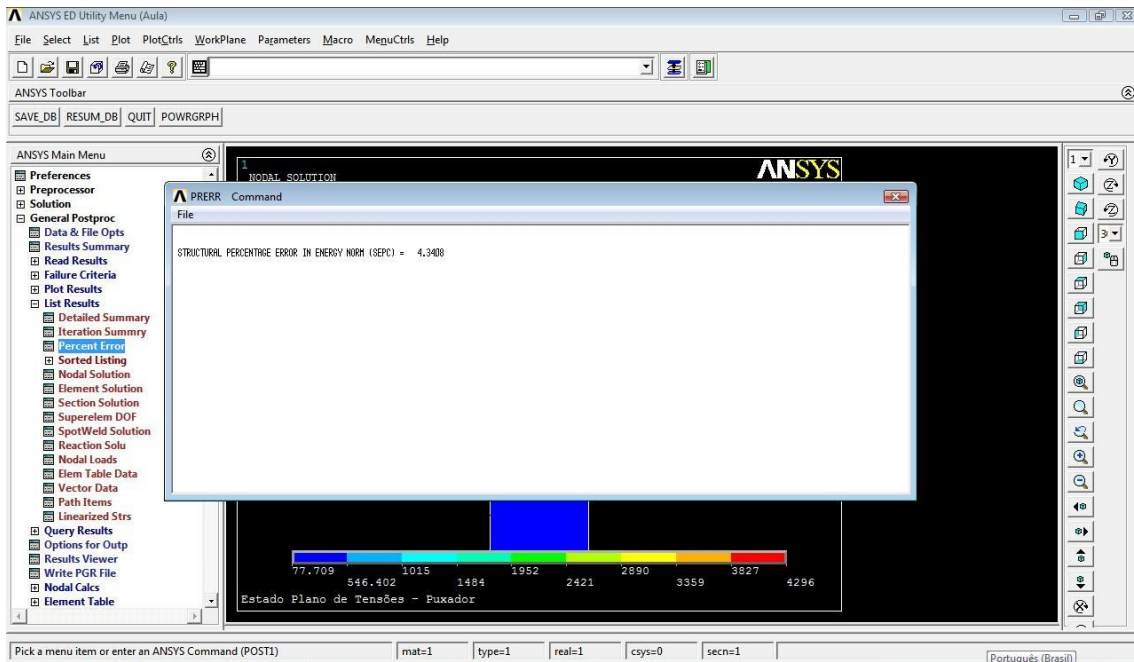 ANSYS ED Utility Menu (Aula)
File Select List Plot PlotCtrls WorkPlane Parameters Macro MenuCtrls Help
ANSYS Toolbar
SAVE_DB RESUM_DB QUIT POWRGRPH
ANSYS Main Menu
Preferences
Preprocessor
Solution
General Postproc
Data & File Opts
Results Summary
Read Results
Failure Criteria
Plot Results
List Results
Detailed Summary
Iteration Summry
Percent Error
Sorted Listing
Nodal Solution
Element Solution
Section Solution
Superelem DOF
SpotWeld Solution
Reaction Solu
Nodal Loads
Elem Table Data
Vector Data
Path Items
Linearized Strs
Query Results
Options for Outp
Results Viewer
Write PGR File
Nodal Calcs
Element Table
1
NODAL SOLUTION
ANSYS
PRERR Command
File
STRUCTURAL PERCENTAGE ERROR IN ENERGY NORM (SEPC) = 4.3408
77.709 1015 1952 2890 3827
546.402 1484 2421 3359 4296
Estado Plano de Tensões - Puxador
1
Pick a menu item or enter an ANSYS Command (POST1) mat=1 type=1 real=1 csys=0 secn=1
Português (Brasil)